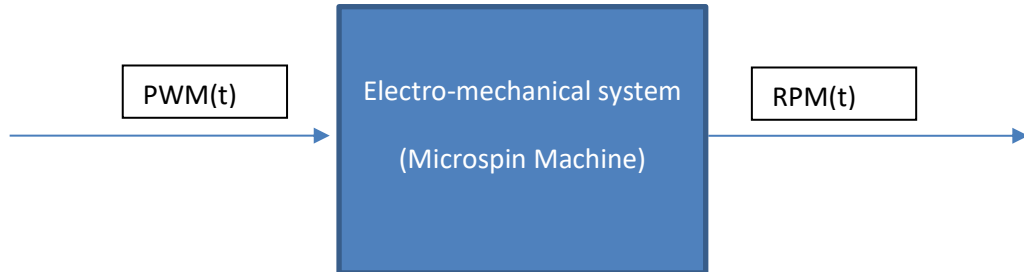 PWM(t)
Electro-mechanical system
(Microspin Machine)
RPM(t)